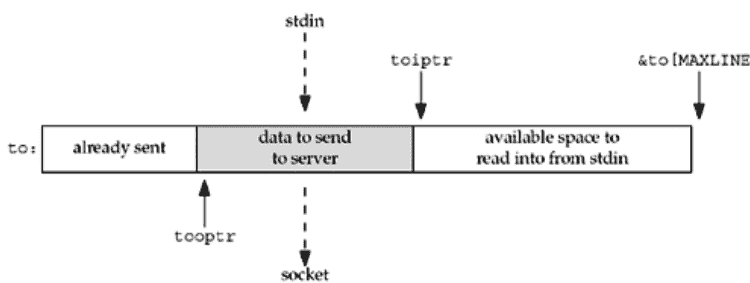 stdin
toiptr
&to[MAXLINE
to:
already sent
data to send
to server
available space to
read into from stdin
tooptr
socket